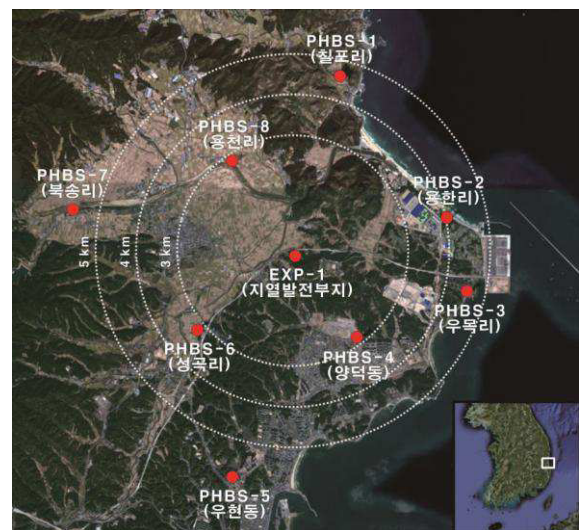 PHBS-1
(칠포리)
PHBS-8
(용천리)
PHBS-7
(북송리)
PHBS-2
(용한리)
5 km
4 km
3 km
EXP-1
(지열발전부지)
PHBS-3
(우목리)
PHBS-6
(성곡리)
PHBS-4
(양덕동)
PHBS-5
(우현동)